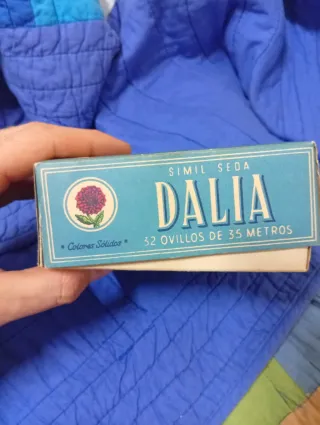 SIMIL SEDA
DALIA
* Colores Sólidos *
32 OVILLOS DE 35 METROS